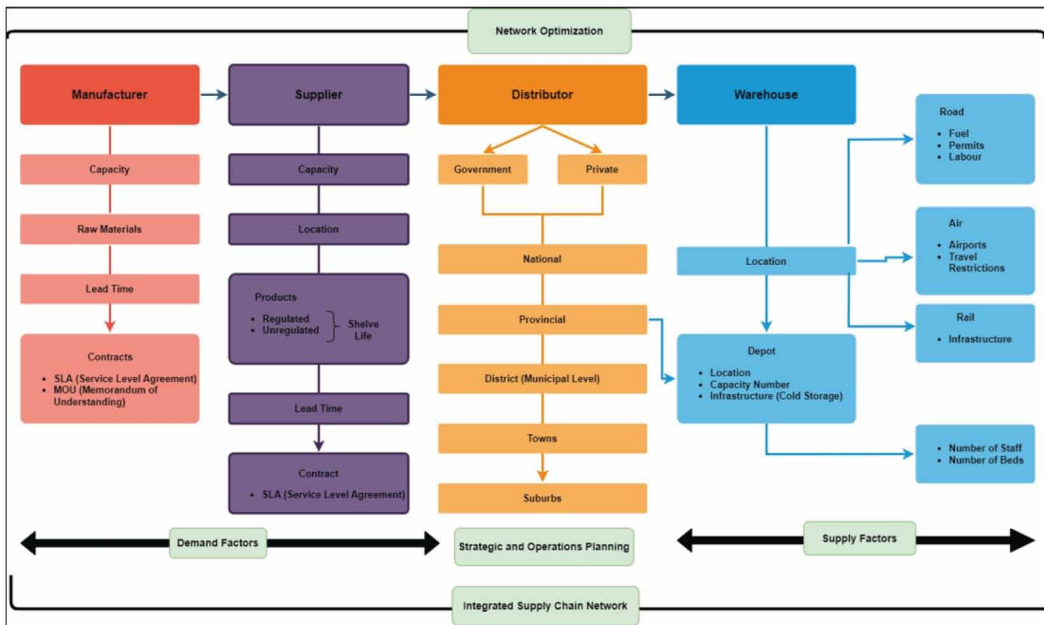 Network Optimization
Manufacturer
Supplier
Distributor
Warehouse
Capacity
Raw Materials
Lead Time
Contracts
• SLA (Service Level Agreement)
• MOU (Memorandum of
Understanding)
Capacity
Location
Products
• Regulated
• Unregulated
Shelve
Life
Lead Time
Contract
• SLA (Service Level Agreement)
Government
Private
National
Provincial
District (Municipal Level)
Towns
Suburbs
Location
Depot
• Location
• Capacity Number
• Infrastructure (Cold Storage)
Road
• Fuel
• Permits
• Labour
Air
• Airports
• Travel
Restrictions
Rail
• Infrastructure
• Number of Staff
• Number of Beds
Demand Factors
Strategic and Operations Planning
Supply Factors
Integrated Supply Chain Network